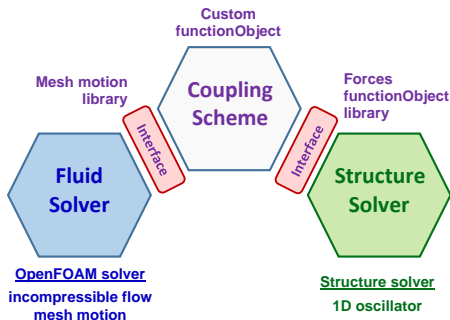 Custom
functionObject
Mesh motion
library
Coupling
Scheme
Forces
functionObject
library
Interface
Interface
Fluid
Solver
Structure
Solver
OpenFOAM solver
incompressible flow
mesh motion
Structure solver
1D oscillator